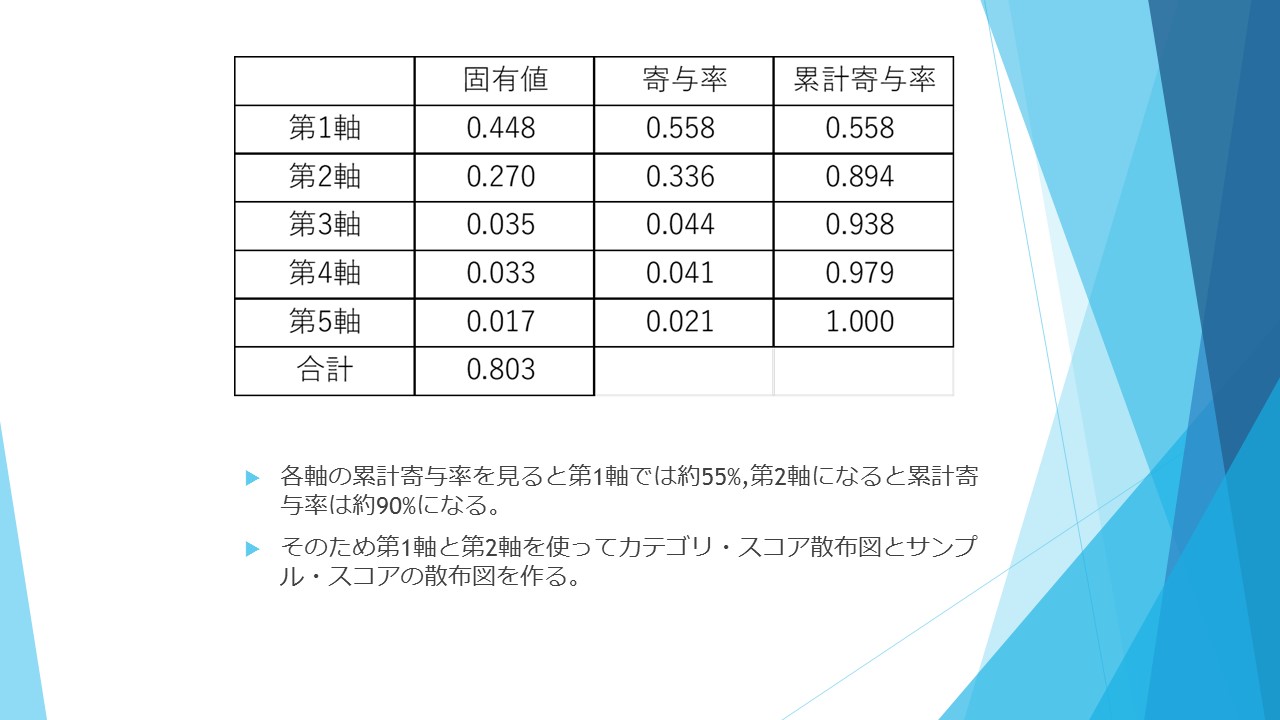 固有値 寄与率 累計寄与率
第1軸 0.448 0.558 0.558
第2軸 0.270 0.336 0.894
第3軸 0.035 0.044 0.938
第4軸 0.033 0.041 0.979
第5軸 0.017 0.021 1.000
合計 0.803
各軸の累計寄与率を見ると第1軸では約55%,第2軸になると累計寄
与率は約90%になる。
そのため第1軸と第2軸を使ってカテゴリ・スコア散布図とサンプ
ル・スコアの散布図を作る。